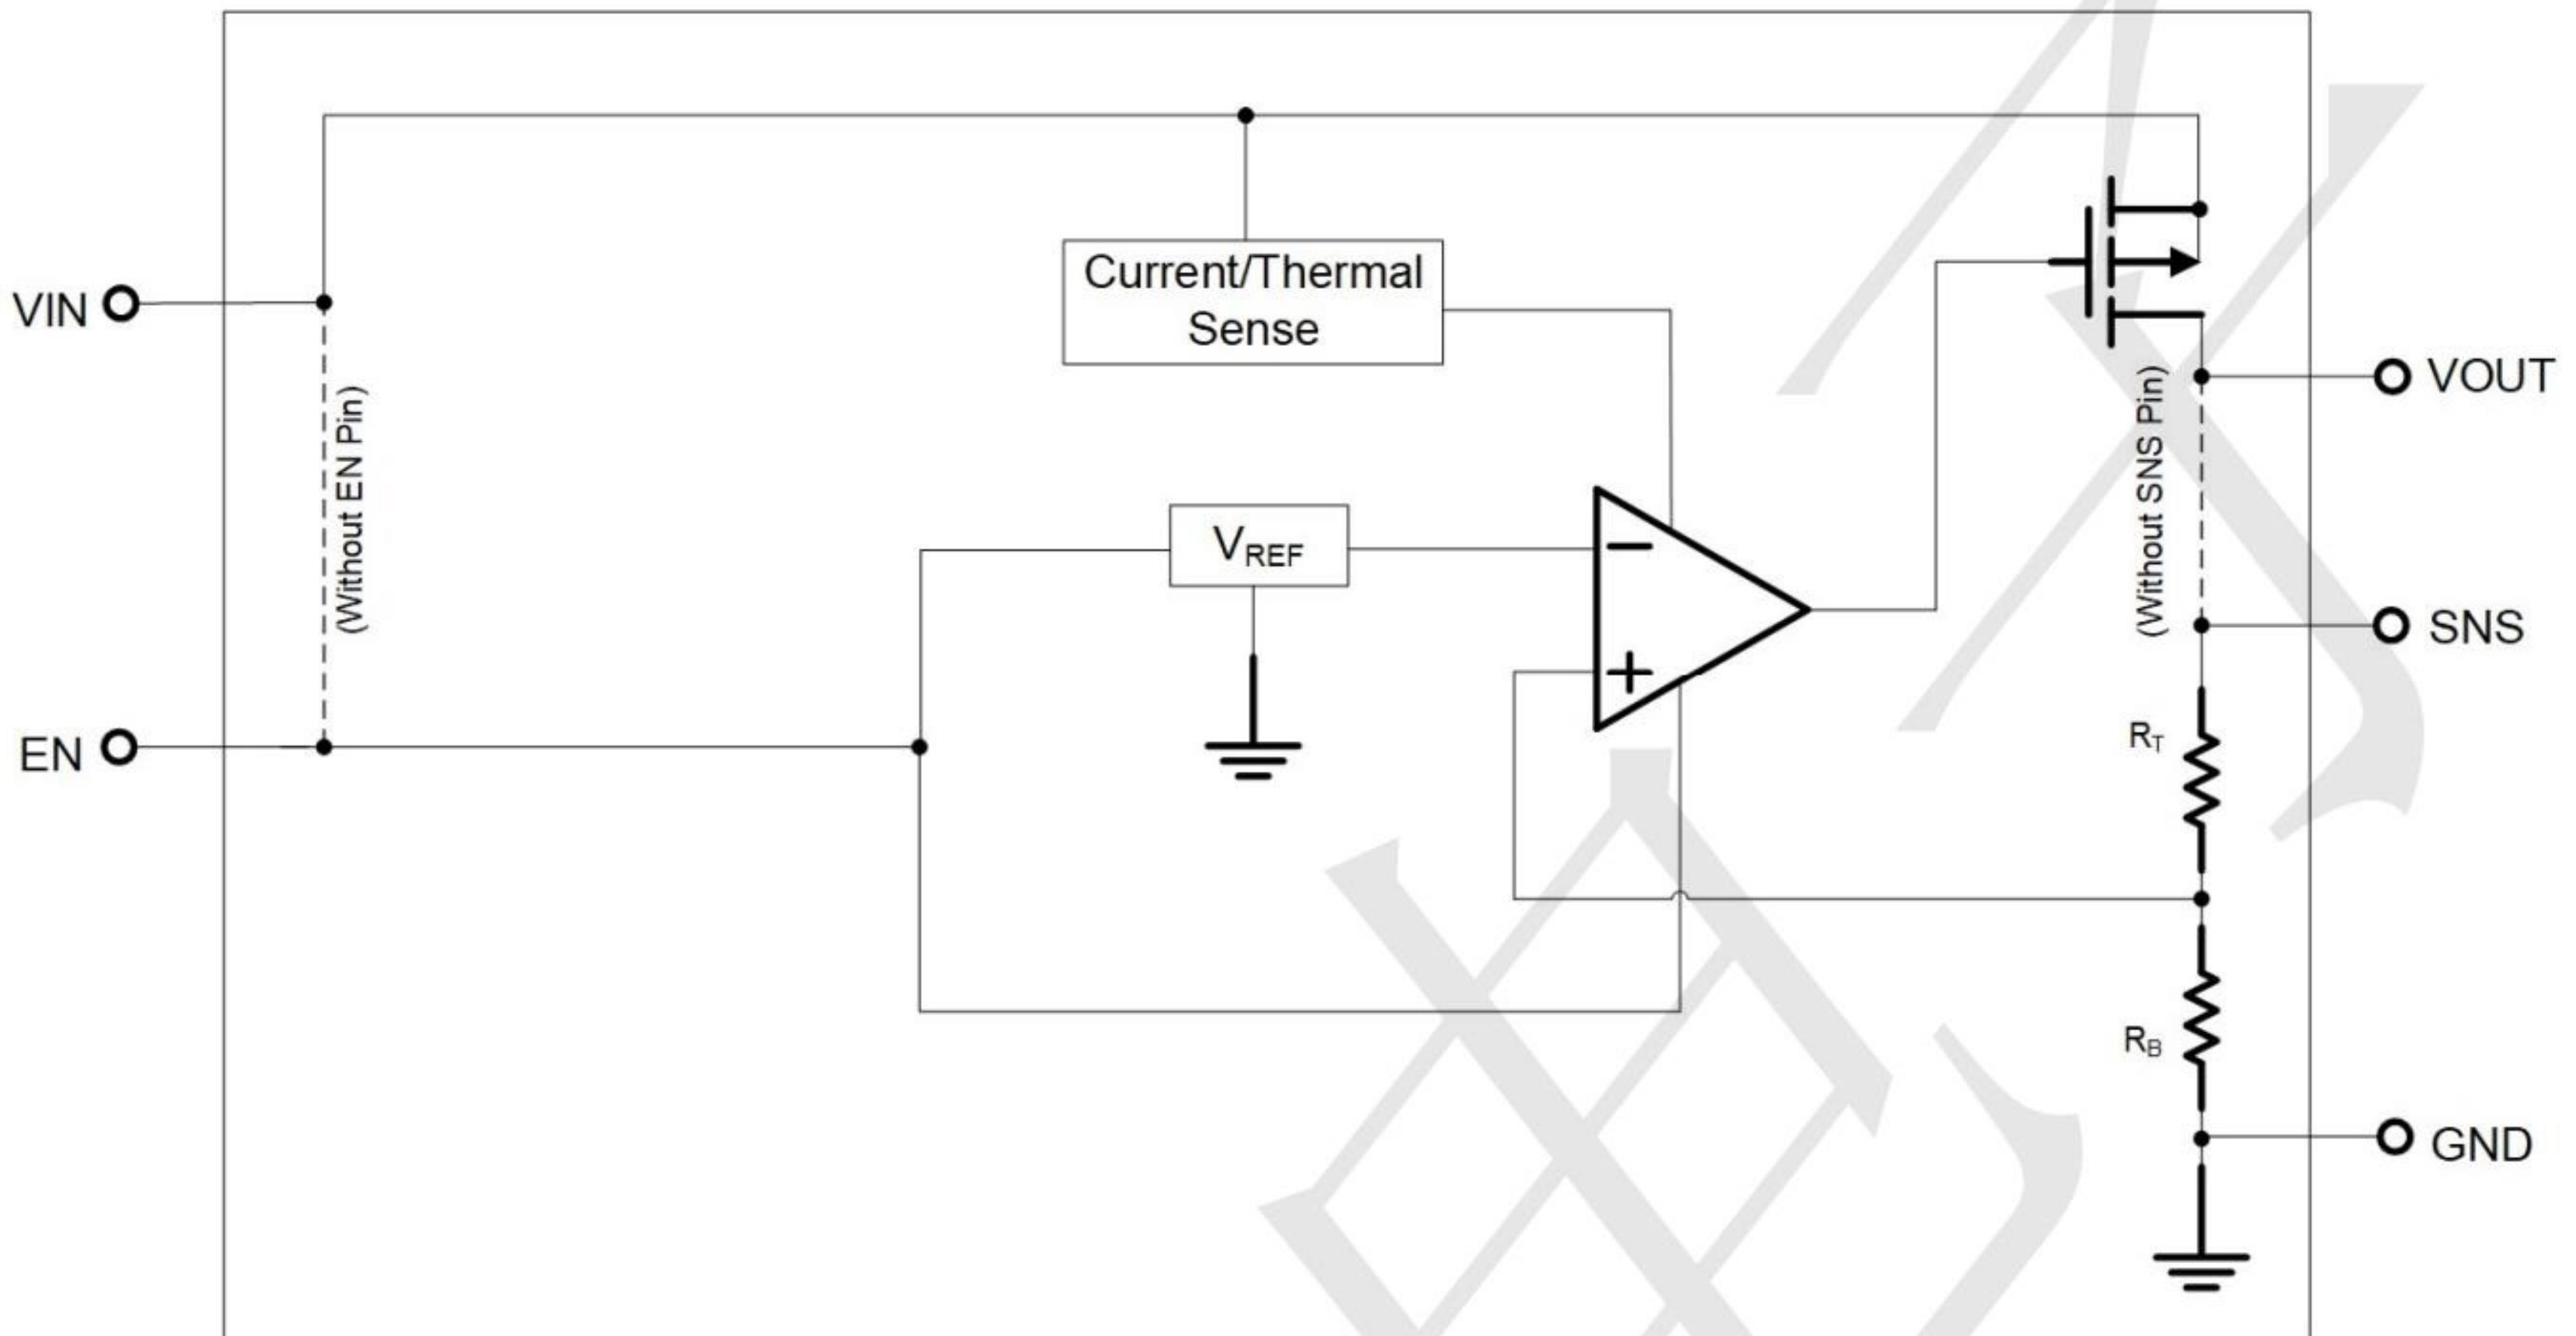 Current/Thermal
Sense
VIN
(Without EN Pin)
VOUT
(Without SNS Pin)
VREF
−
+
SNS
EN
RT
RB
GND